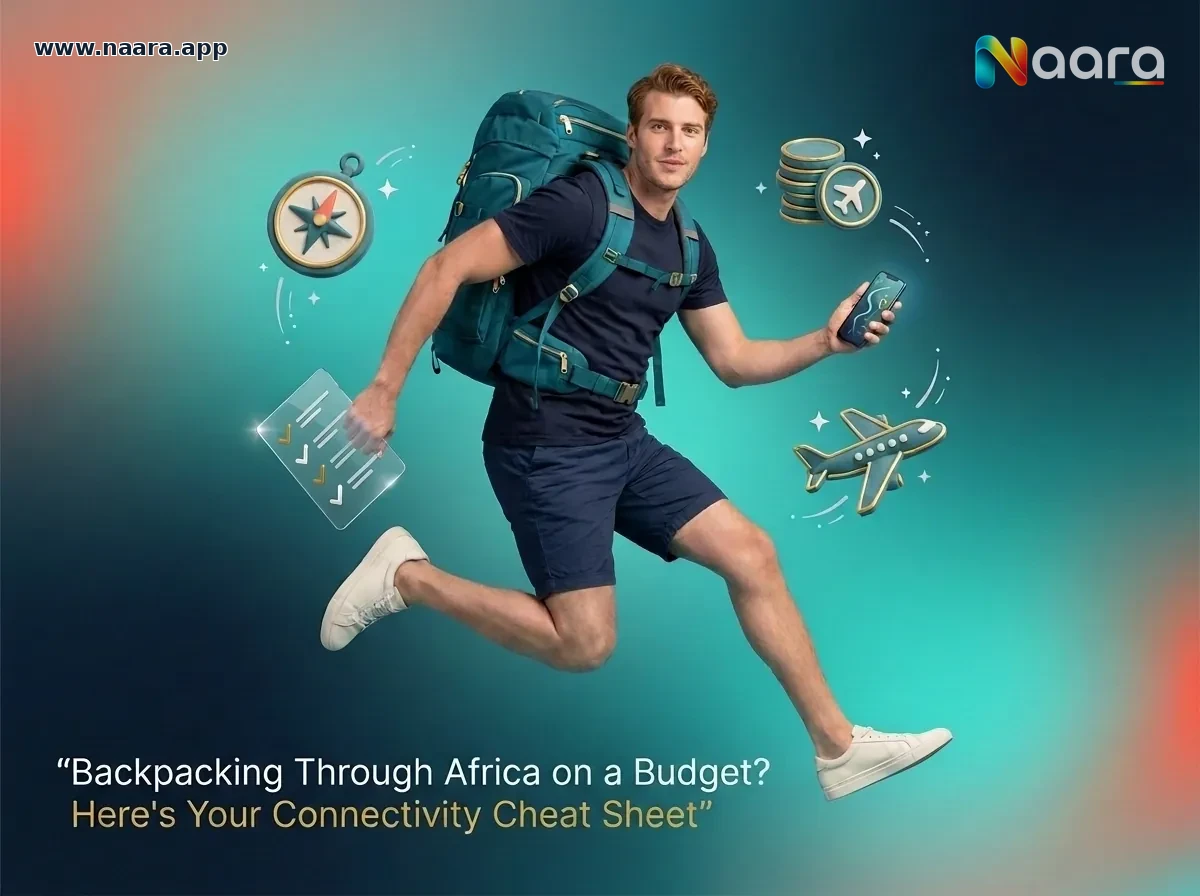 www.naara.app
Naara
“Backpacking Through Africa on a Budget?
Here's Your Connectivity Cheat Sheet”